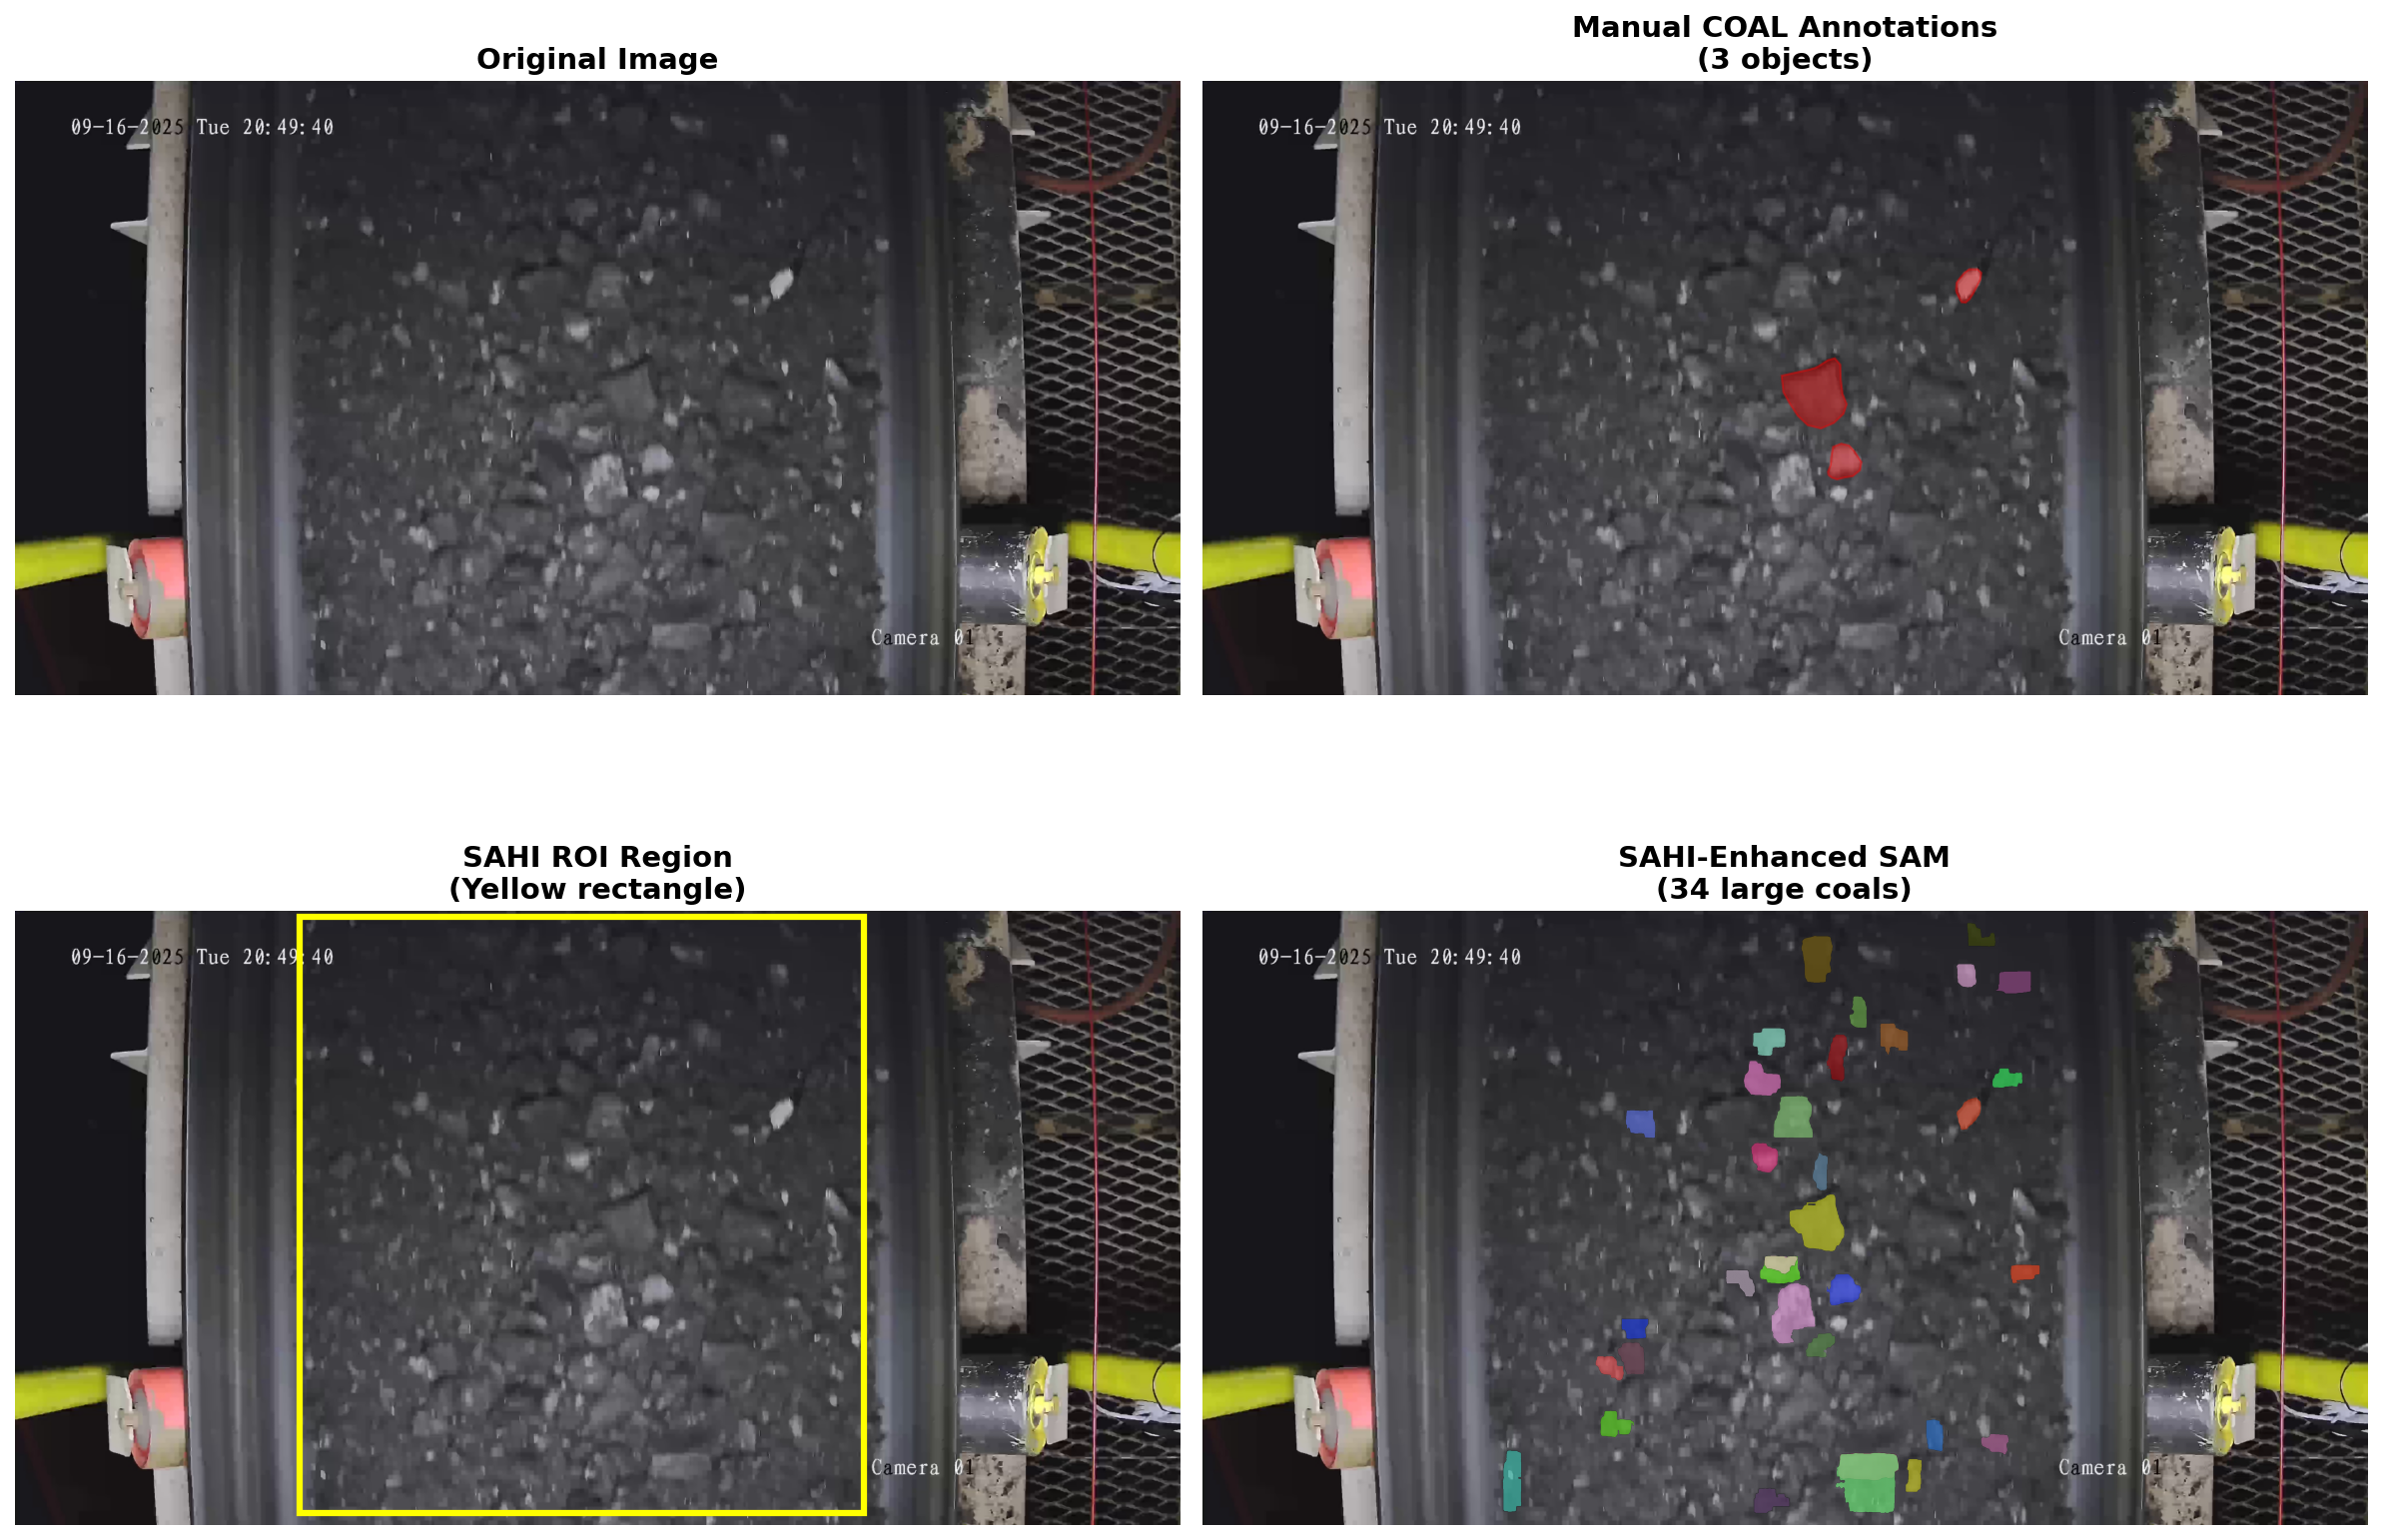 Original Image
09-16-2025 Tue 20:49:40
Camera 01
Manual COAL Annotations
(3 objects)
09-16-2025 Tue 20:49:40
Camera 01
SAHI ROI Region
(Yellow rectangle)
09-16-2025 Tue 20:49:40
Camera 01
SAHI-Enhanced SAM
(34 large coals)
09-16-2025 Tue 20:49:40
Camera 01